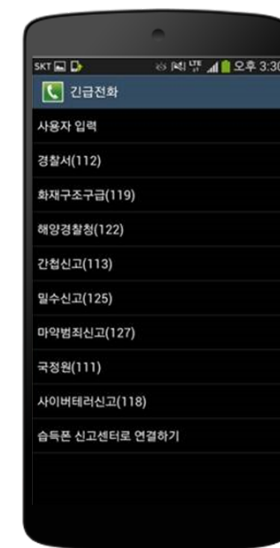 SKT LTE 오후 3:30
긴급전화
사용자 입력
경찰서(112)
화재구조구급(119)
해양경찰청(122)
간첩신고(113)
밀수신고(125)
마약범죄신고(127)
국정원(111)
사이버테러신고(118)
습득폰 신고센터로 연결하기